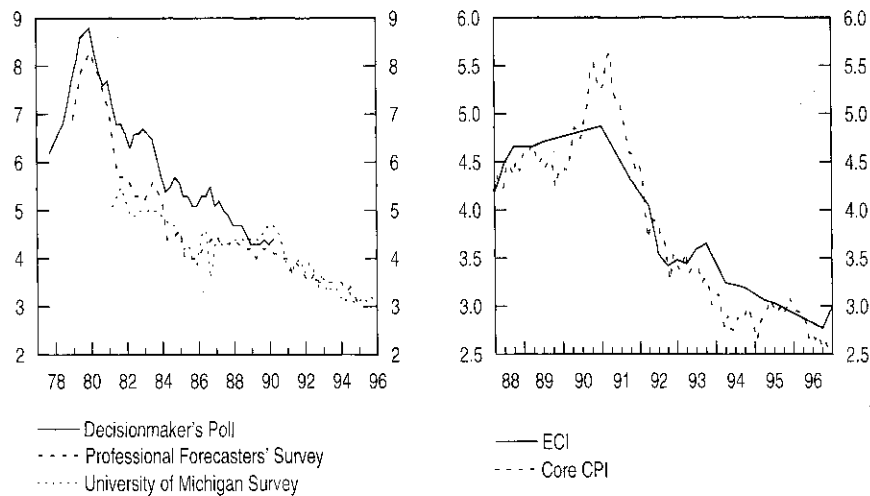 9 9 6.0 6.0
8 8 5.5 5.5
7 7 5.0 5.0
6 6 4.5 4.5
5 5 4.0 4.0
4 4 3.5 3.5
3 3 3.0 3.0
2 2 2.5 2.5
78 80 82 84 86 88 90 92 94 96 88 89 90 91 92 93 94 95 96
Decisionmaker's Poll
Professional Forecasters' Survey
University of Michigan Survey
ECI
Core CPI